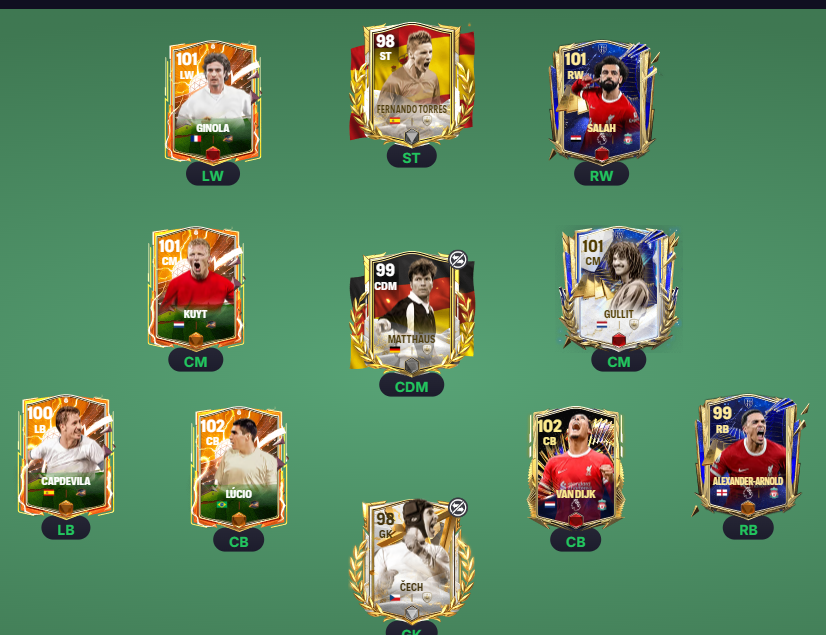 98
ST
FERNANDO TORRES
ST
101
LW
GINOLA
LW
101
RW
SALAH
RW
101
CM
KUYT
CM
99
CDM
MATTHÄUS
CDM
101
CM
GULLIT
CM
100
LB
CAPDEVILA
LB
102
CB
LÚCIO
CB
102
CB
VAN DIJK
CB
99
RB
ALEXANDER-ARNOLD
RB
98
GK
ČECH
GK